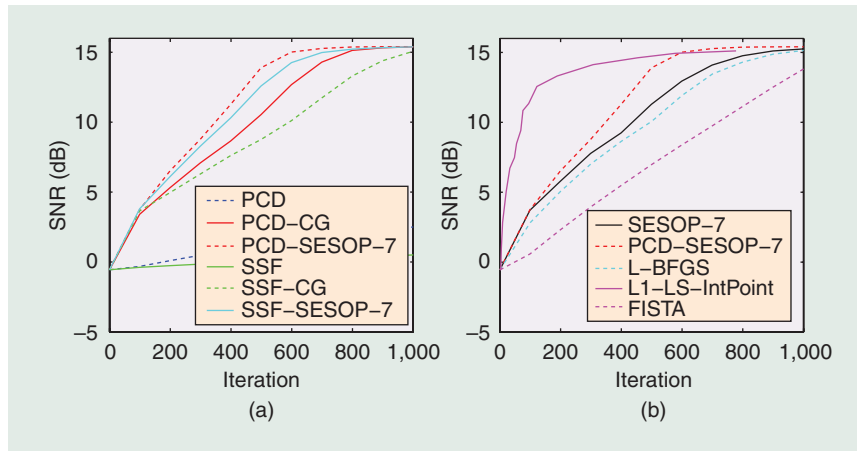 15
10
5
0
–5
SNR (dB)
PCD
PCD–CG
PCD–SESOP–7
SSF
SSF–CG
SSF–SESOP–7
0 200 400 600 800 1,000
Iteration
(a)
15
10
5
0
–5
SNR (dB)
SESOP–7
PCD–SESOP–7
L–BFGS
L1–LS–IntPoint
FISTA
0 200 400 600 800 1,000
Iteration
(b)